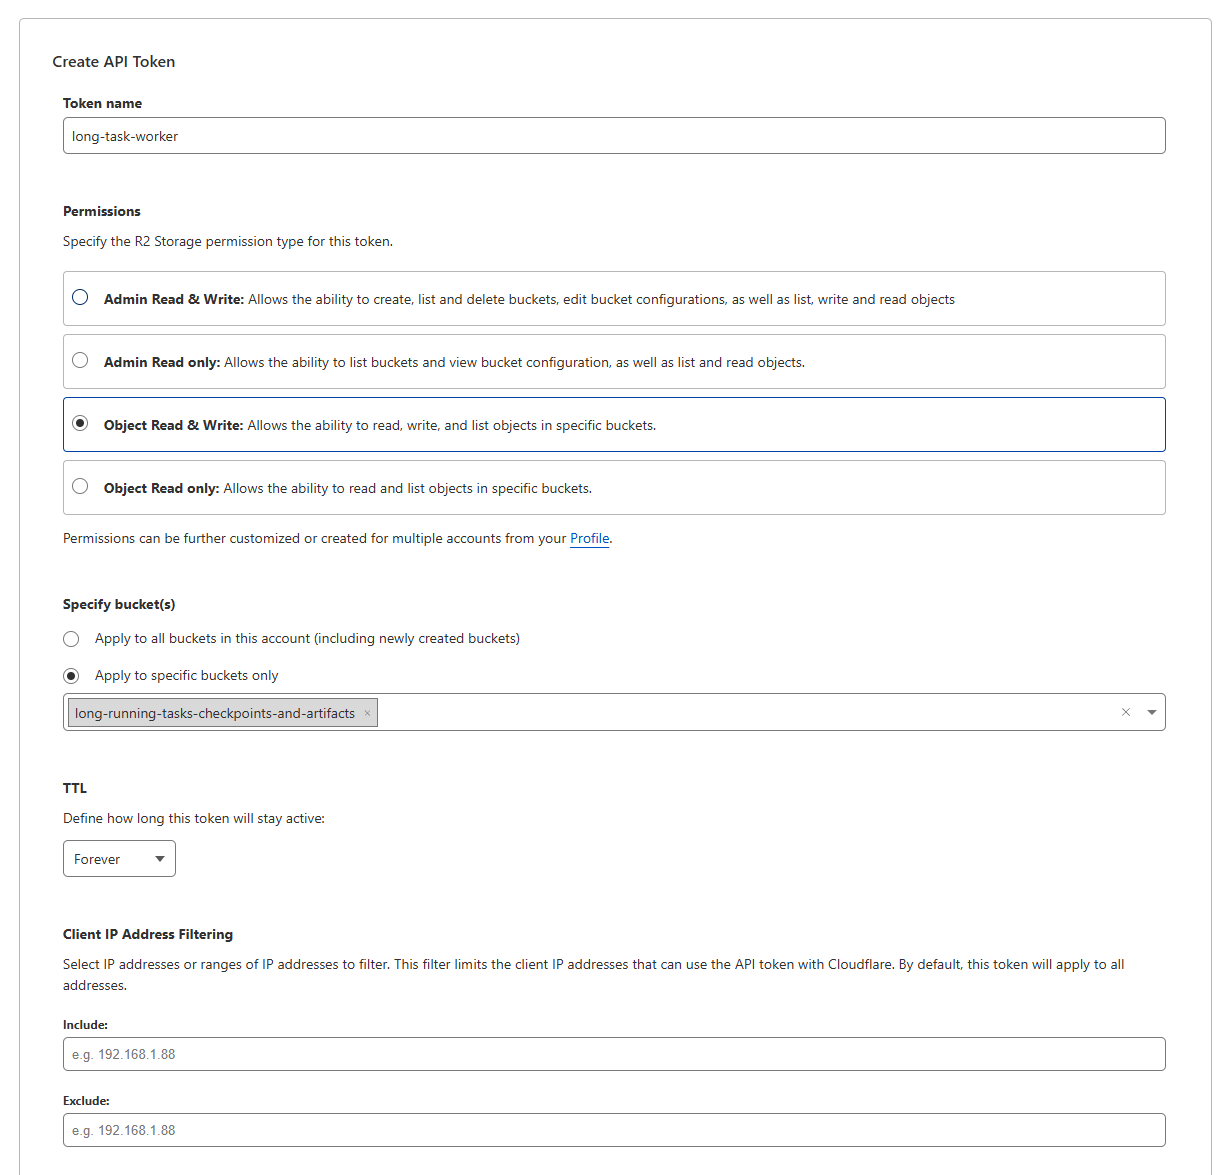 Create API Token
Token name
long-task-worker
Permissions
Specify the R2 Storage permission type for this token.
Admin Read & Write: Allows the ability to create, list and delete buckets, edit bucket configurations, as well as list, write and read objects
Admin Read only: Allows the ability to list buckets and view bucket configuration, as well as list and read objects.
Object Read & Write: Allows the ability to read, write, and list objects in specific buckets.
Object Read only: Allows the ability to read and list objects in specific buckets.
Permissions can be further customized or created for multiple accounts from your Profile.
Specify bucket(s)
Apply to all buckets in this account (including newly created buckets)
Apply to specific buckets only
long-running-tasks-checkpoints-and-artifacts ×
TTL
Define how long this token will stay active:
Forever
Client IP Address Filtering
Select IP addresses or ranges of IP addresses to filter. This filter limits the client IP addresses that can use the API token with Cloudflare. By default, this token will apply to all
addresses.
Include:
e.g. 192.168.1.88
Exclude:
e.g. 192.168.1.88